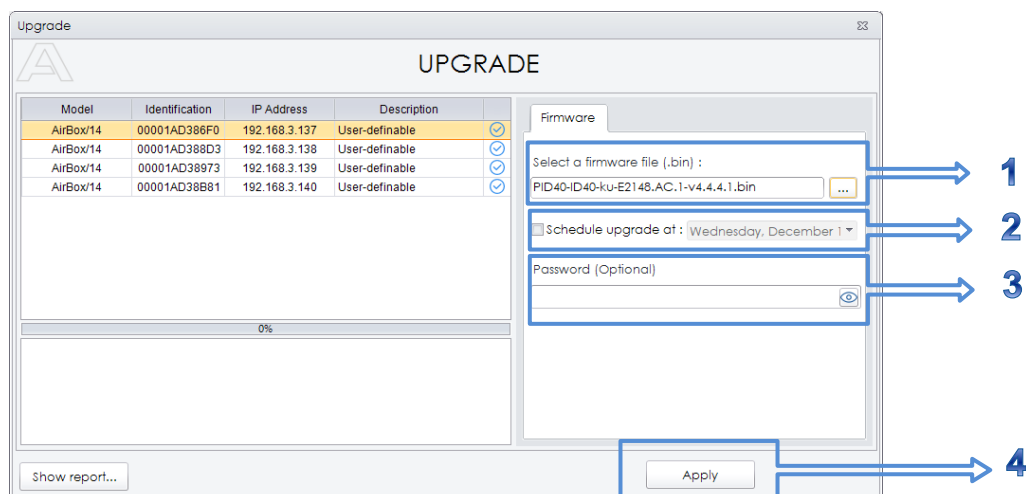 Upgrade
UPGRADE
Model Identification IP Address Description
AirBox/14 00001AD386F0 192.168.3.137 User-definable
AirBox/14 00001AD388D3 192.168.3.138 User-definable
AirBox/14 00001AD38973 192.168.3.139 User-definable
AirBox/14 00001AD38B81 192.168.3.140 User-definable
0%
Show report...
Firmware
Select a firmware file (.bin) :
PID40-ID40-ku-E2148.AC.1-v4.4.4.1.bin ...
1
Schedule upgrade at : Wednesday, December 1
2
Password (Optional)
3
Apply
4